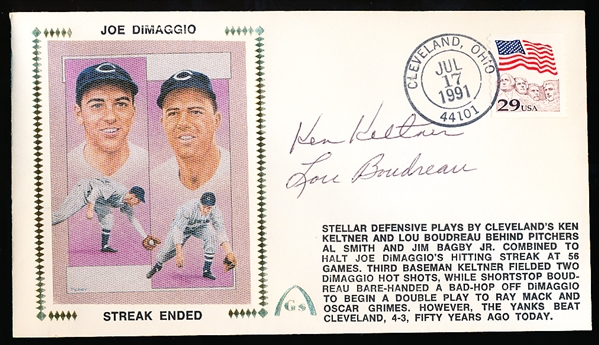 JOE DiMAGGIO
STREAK ENDED
CLEVELAND, OHIO
JUL
17
1991
44101
29 USA
Ken Keltner
Lou Boudreau
STELLAR DEFENSIVE PLAYS BY CLEVELAND'S KEN
KELTNER AND LOU BOUDREAU BEHIND PITCHERS
AL SMITH AND JIM BAGBY JR. COMBINED TO
HALT JOE DiMAGGIO'S HITTING STREAK AT 56
GAMES. THIRD BASEMAN KELTNER FIELDED TWO
DiMAGGIO HOT SHOTS, WHILE SHORTSTOP BOUD-
REAU BARE-HANDED A BAD-HOP OFF DiMAGGIO
TO BEGIN A DOUBLE PLAY TO RAY MACK AND
OSCAR GRIMES. HOWEVER, THE YANKS BEAT
CLEVELAND, 4-3, FIFTY YEARS AGO TODAY.
Gs